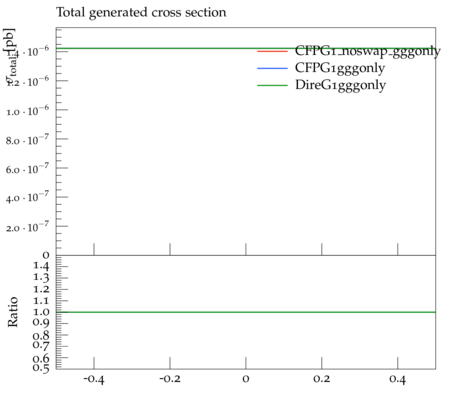 Total generated cross section
σtotal [pb]
1.4 · 10⁻⁶
1.2 · 10⁻⁶
1.0 · 10⁻⁶
8.0 · 10⁻⁷
6.0 · 10⁻⁷
4.0 · 10⁻⁷
2.0 · 10⁻⁷
0
CFPG1_noswap_gggonly
CFPG1gggonly
DireG1gggonly
Ratio
1.4
1.3
1.2
1.1
1.0
0.9
0.8
0.7
0.6
0.5
-0.4 -0.2 0 0.2 0.4